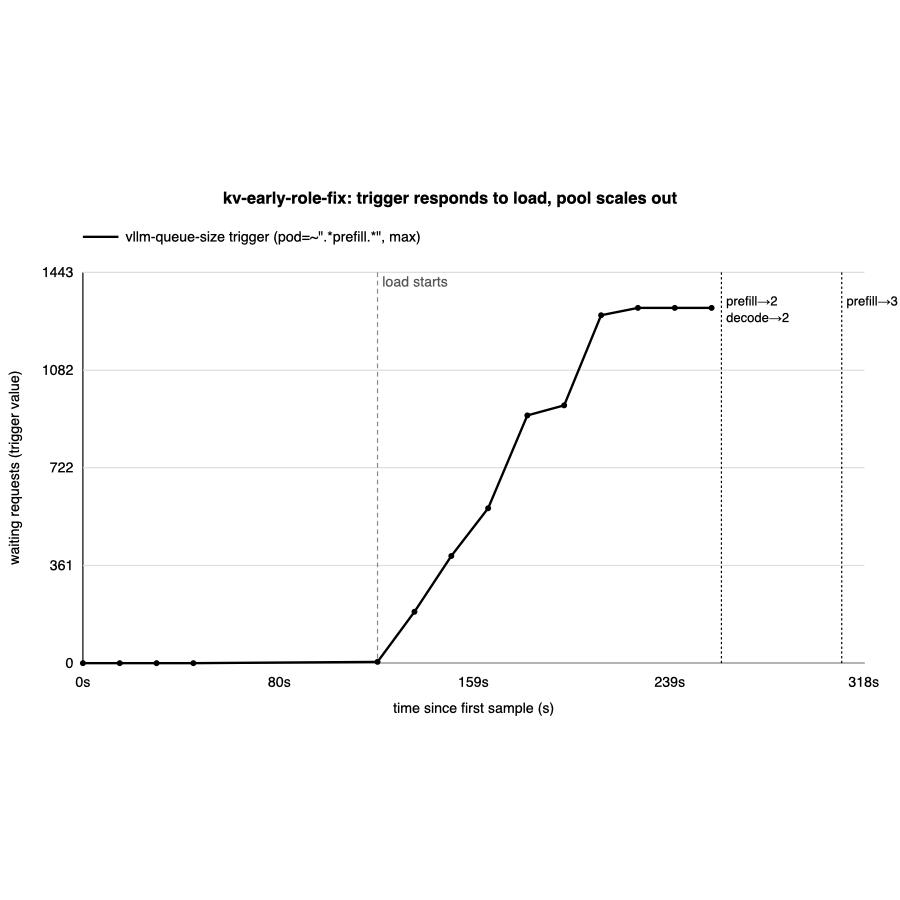 kv-early-role-fix: trigger responds to load, pool scales out
vllm-queue-size trigger (pod=~".*prefill.*", max)
1443
load starts
prefill→2
decode→2
prefill→3
1082
722
361
0
waiting requests (trigger value)
0s
80s
159s
239s
318s
time since first sample (s)